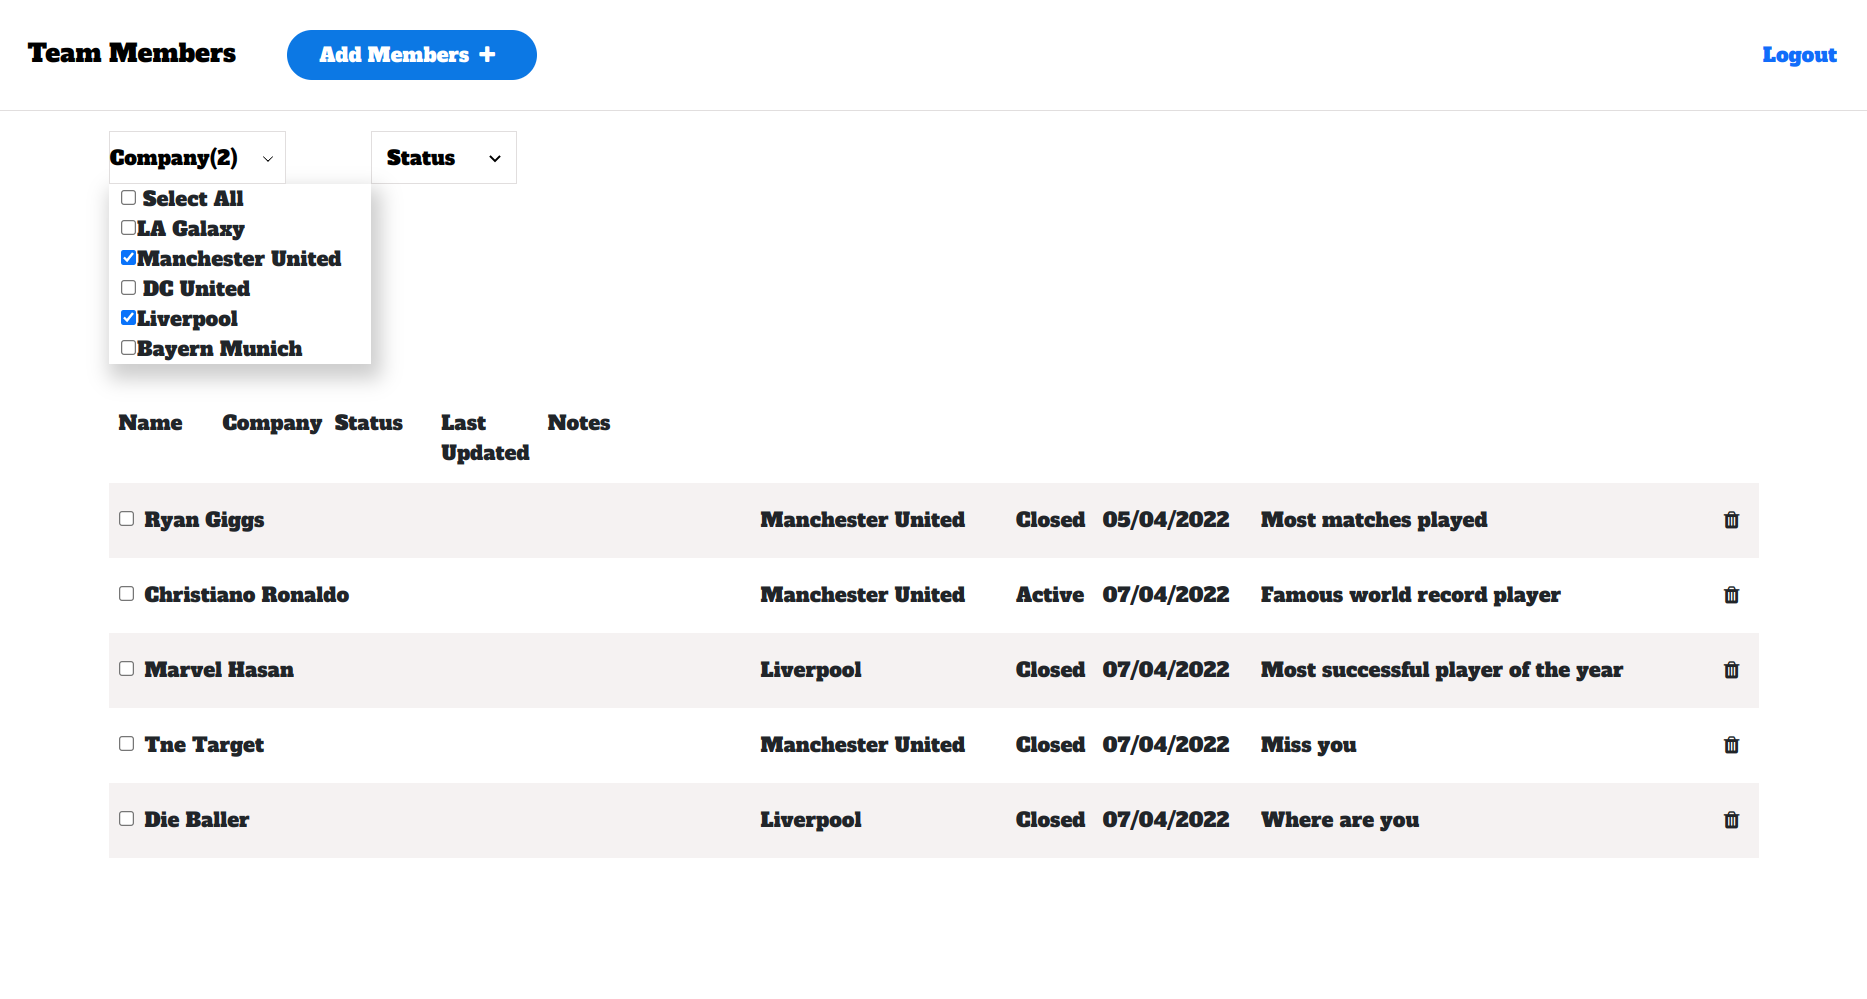 Team Members
Add Members +
Logout
Company(2)
Status
Select All
LA Galaxy
Manchester United
DC United
Liverpool
Bayern Munich
Name Company Status Last Updated Notes
Ryan Giggs Manchester United Closed 05/04/2022 Most matches played
Christiano Ronaldo Manchester United Active 07/04/2022 Famous world record player
Marvel Hasan Liverpool Closed 07/04/2022 Most successful player of the year
Tne Target Manchester United Closed 07/04/2022 Miss you
Die Baller Liverpool Closed 07/04/2022 Where are you